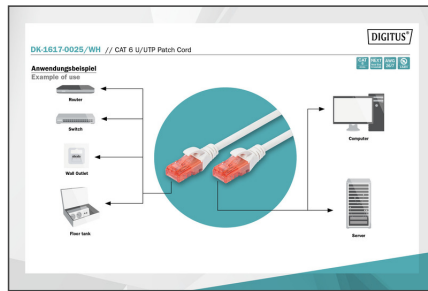 DIGITUS®
DK-1617-0025/WH // CAT 6 U/UTP Patch Cord
Anwendungsbeispiel
Example of use
Router
Switch
Wall Outlet
Floor tank
Computer
Server